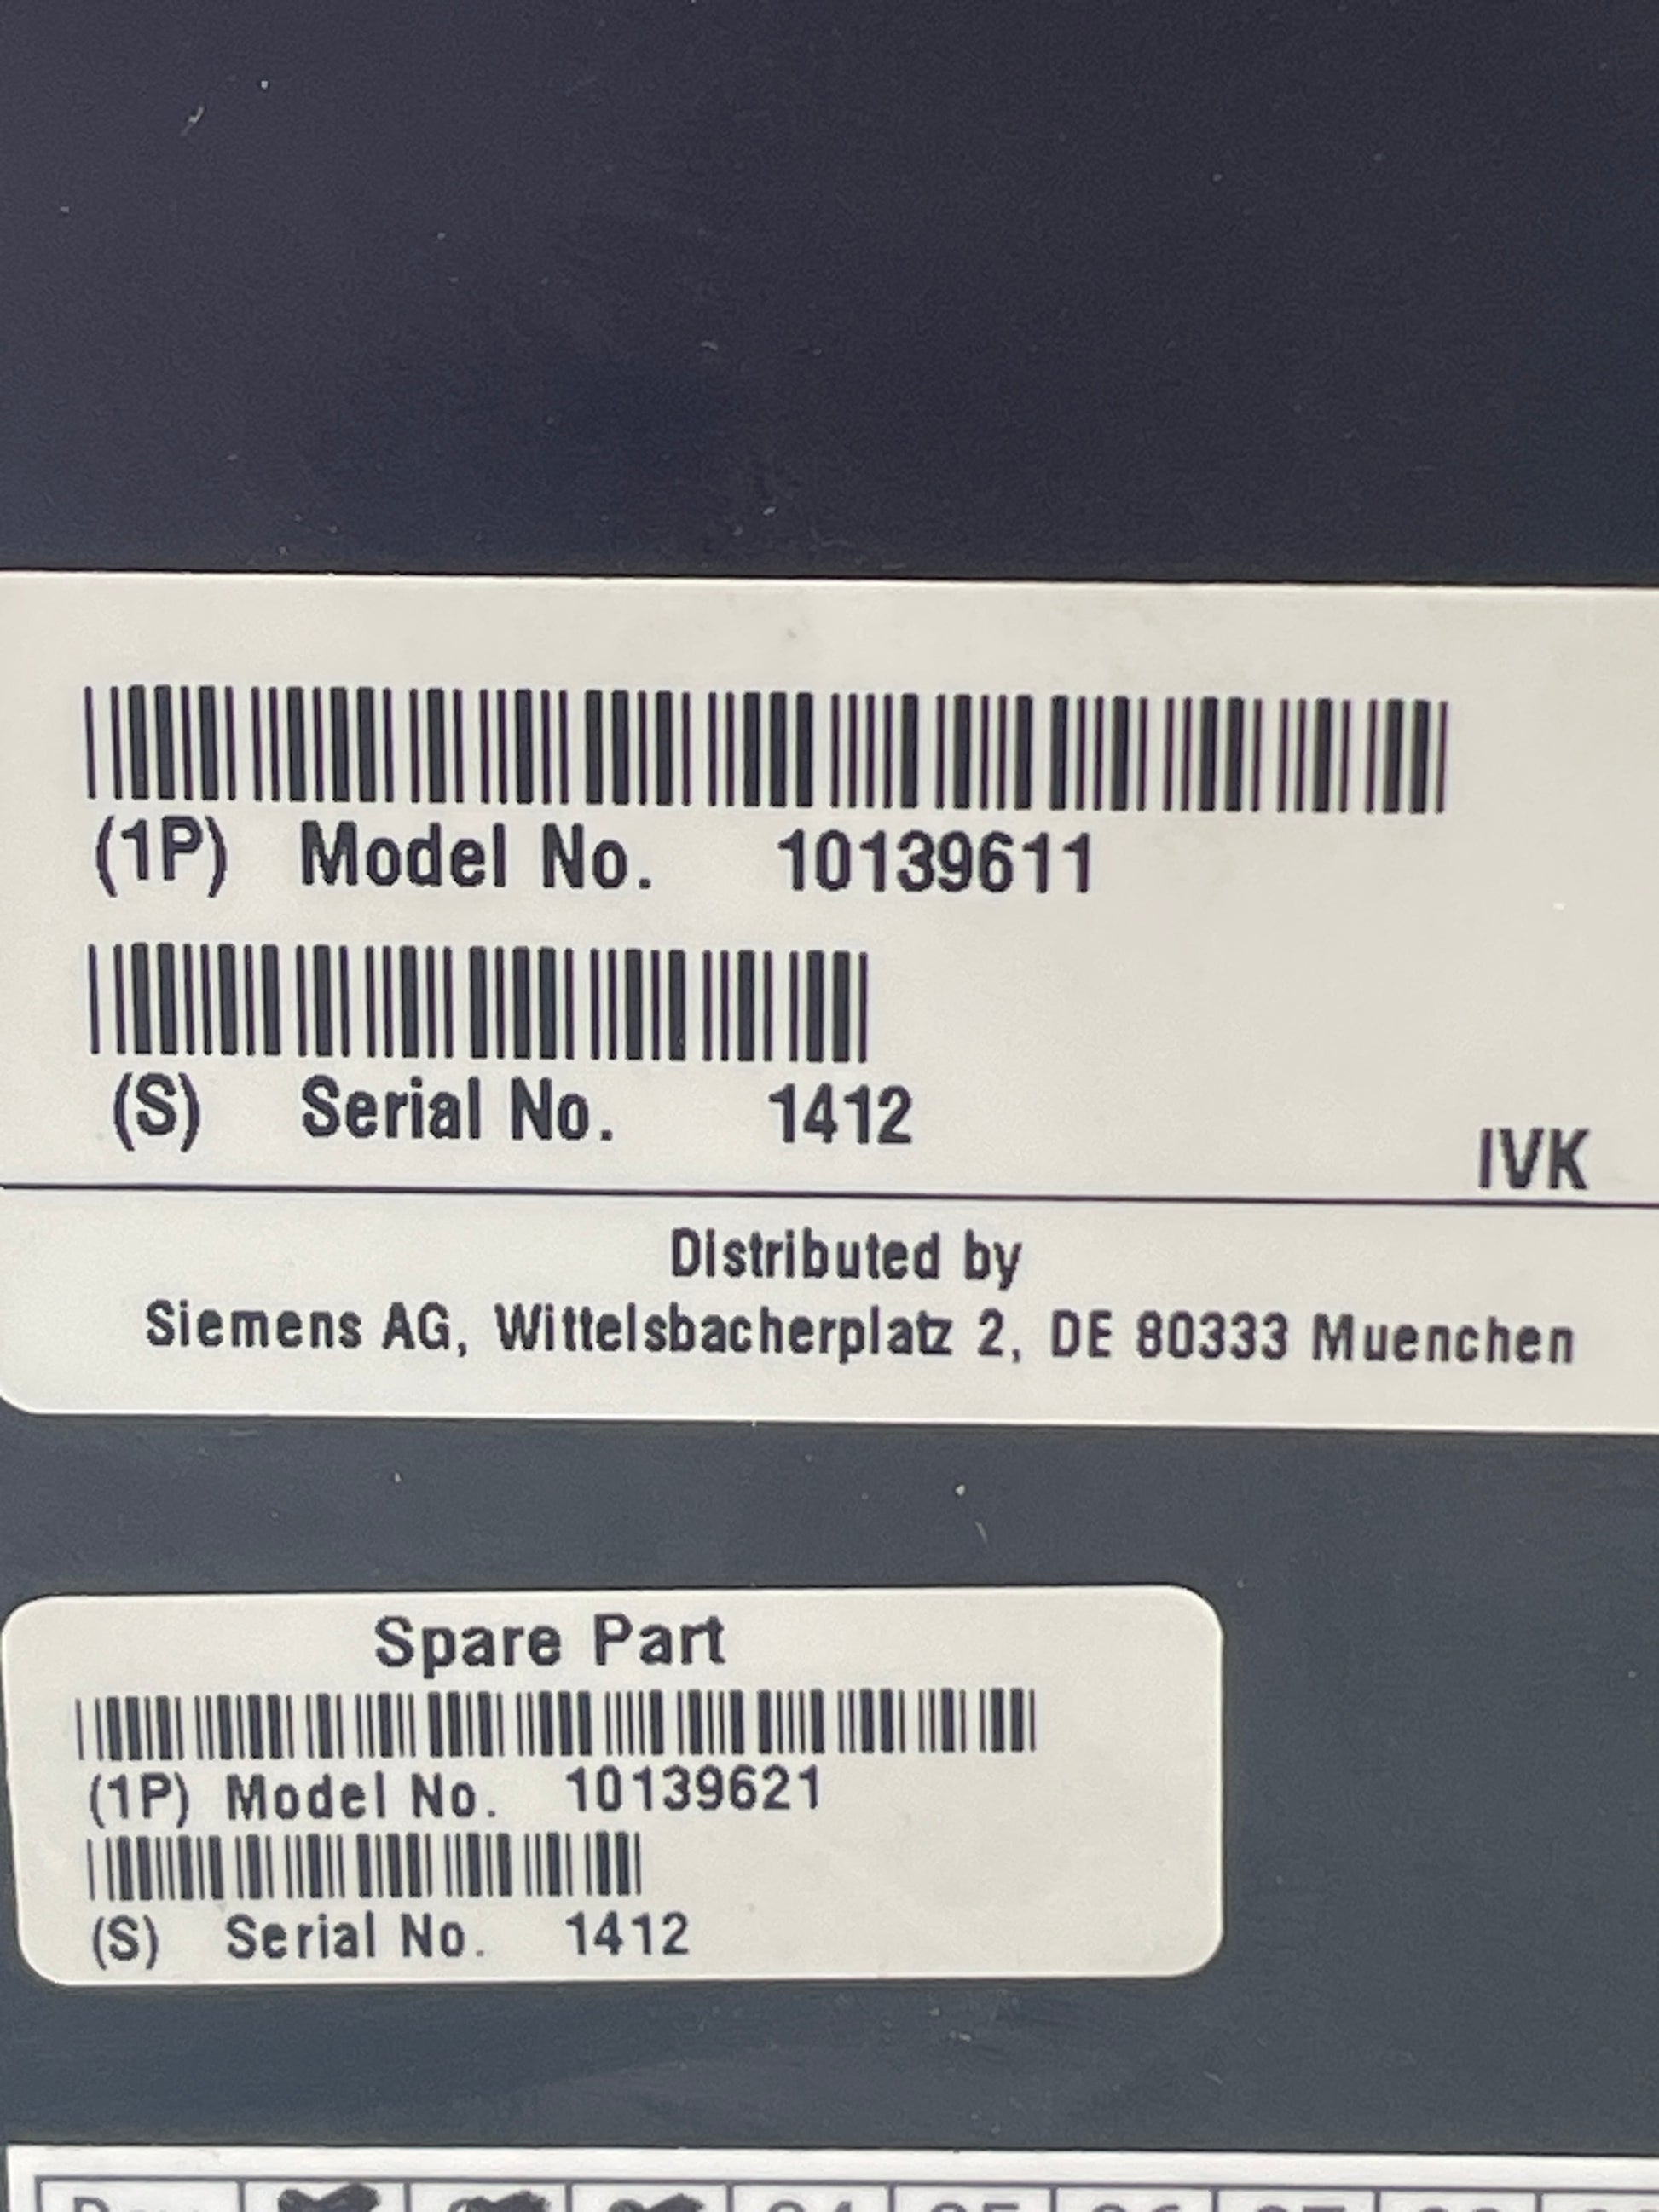 (1P) Model No. 10139611
(S) Serial No. 1412
IVK
Distributed by
Siemens AG, Wittelsbacherplatz 2, DE 80333 Muenchen
Spare Part
(1P) Model No. 10139621
(S) Serial No. 1412